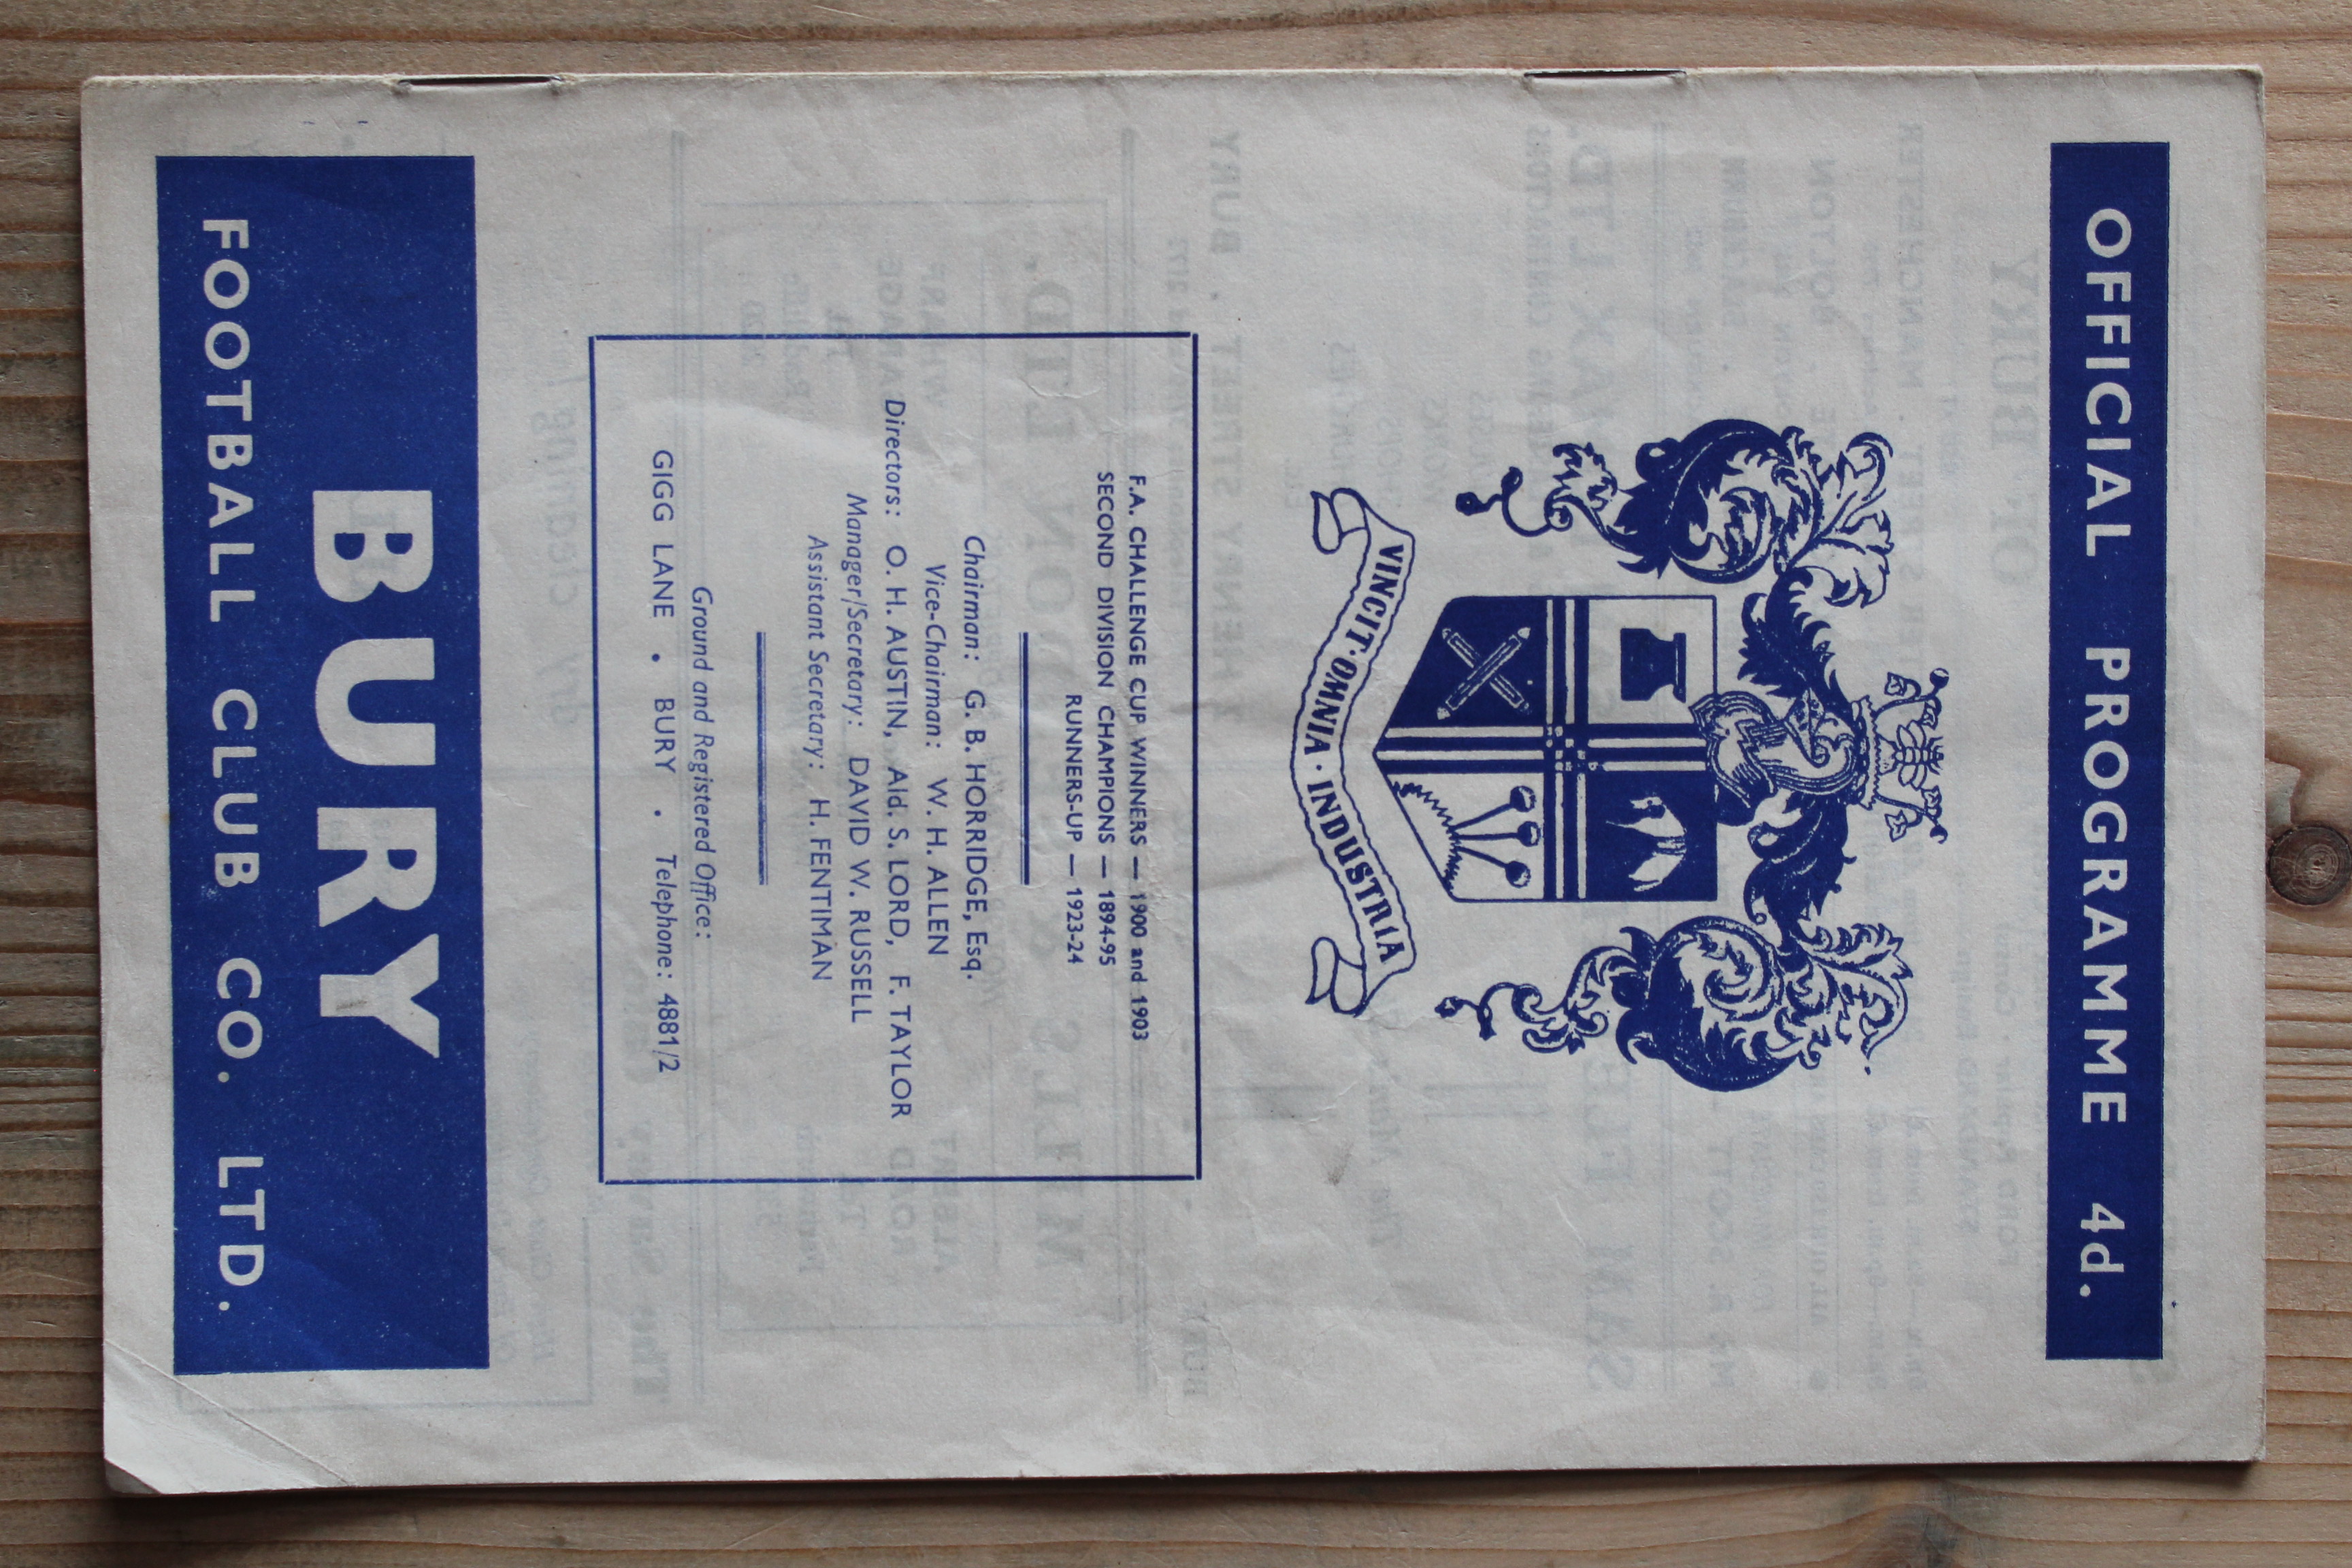 OFFICIAL PROGRAMME 4d.
VINCIT · OMNIA · INDUSTRIA
F.A. CHALLENGE CUP WINNERS — 1900 and 1903
SECOND DIVISION CHAMPIONS — 1894-95
RUNNERS-UP — 1923-24
Chairman: G. B. HORRIDGE, Esq.
Vice-Chairman: W. H. ALLEN
Directors: O. H. AUSTIN, Ald. S. LORD, F. TAYLOR
Manager/Secretary: DAVID W. RUSSELL
Assistant Secretary: H. FENTIMAN
Ground and Registered Office:
GIGG LANE . BURY . Telephone: 4881/2
BURY
FOOTBALL CLUB CO. LTD.